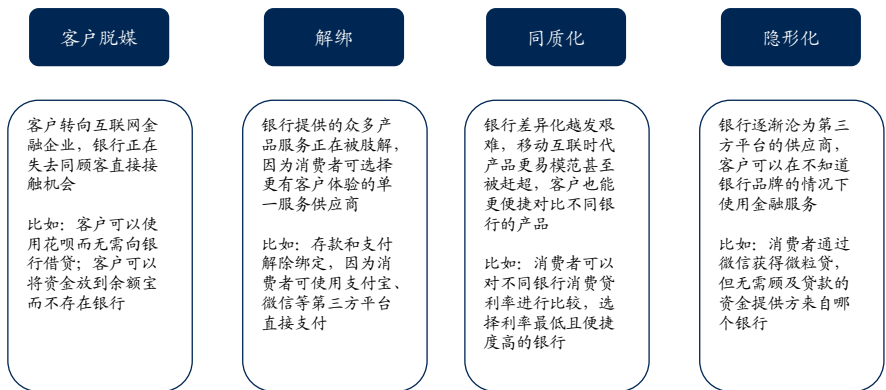 客户脱媒
客户转向互联网金
融企业，银行正在
失去同顾客直接接
触机会
比如：客户可以使
用花呗而无需向银
行借贷；客户可以
将资金放到余额宝
而不存在银行
解绑
银行提供的众多产
品服务正在被肢解，
因为消费者可选择
更有客户体验的单
一服务供应商
比如：存款和支付
解除绑定，因为消
费者可使用支付宝、
微信等第三方平台
直接支付
同质化
银行差异化越发艰
难，移动互联时代
产品更易模范甚至
被赶超，客户也能
更便捷对比不同银
行的产品
比如：消费者可以
对不同银行消费贷
利率进行比较，选
择利率最低且便捷
度高的银行
隐形化
银行逐渐沦为第三
方平台的供应商，
客户可以在不知道
银行品牌的情况下
使用金融服务
比如：消费者通过
微信获得微粒贷，
但无需顾及贷款的
资金提供方来自哪
个银行